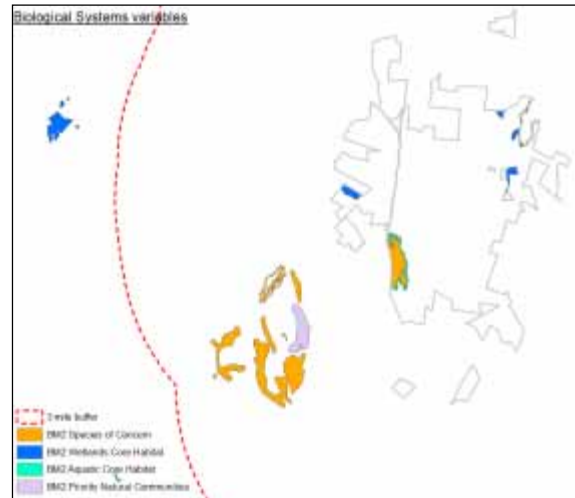 Biological Systems variables
3 mile buffer
BM2 Species of Concern
BM2 Wetlands Core Habitat
BM2 Aquatic Core Habitat
BM2 Priority Natural Communities